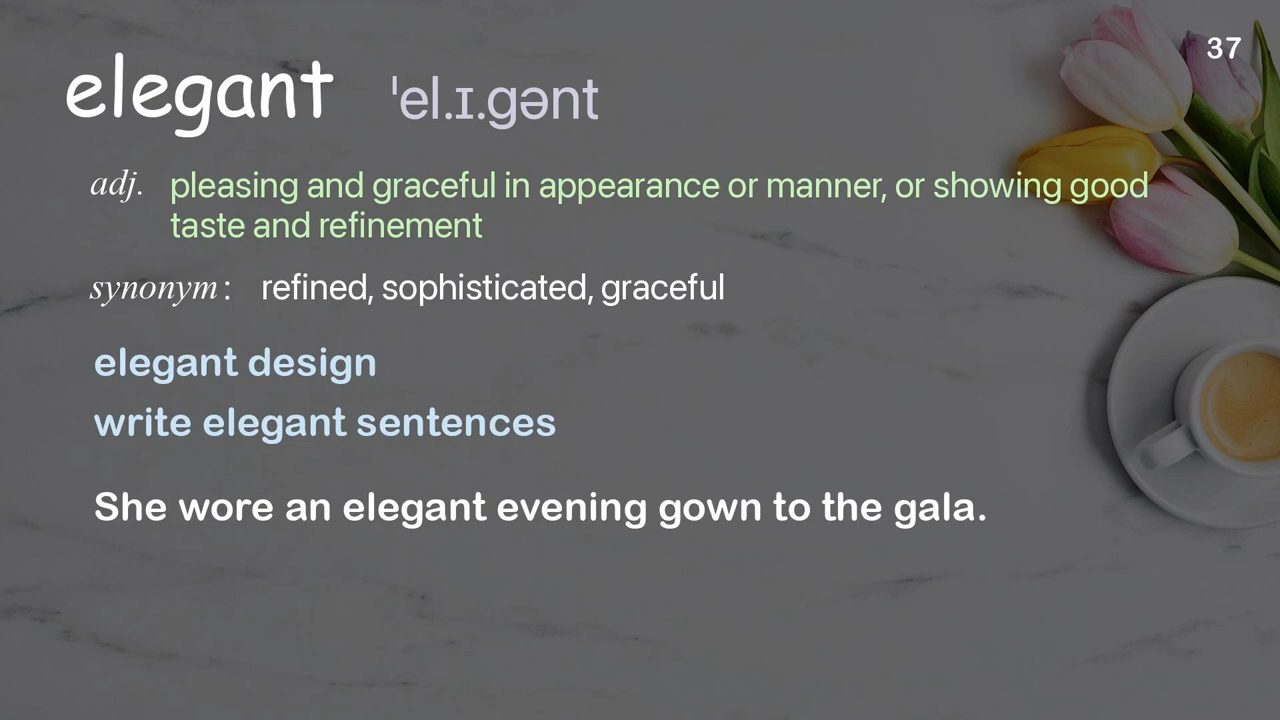 37
elegant ˈel.ɪ.gənt
adj. pleasing and graceful in appearance or manner, or showing good
taste and refinement
synonym: refined, sophisticated, graceful
elegant design
write elegant sentences
She wore an elegant evening gown to the gala.